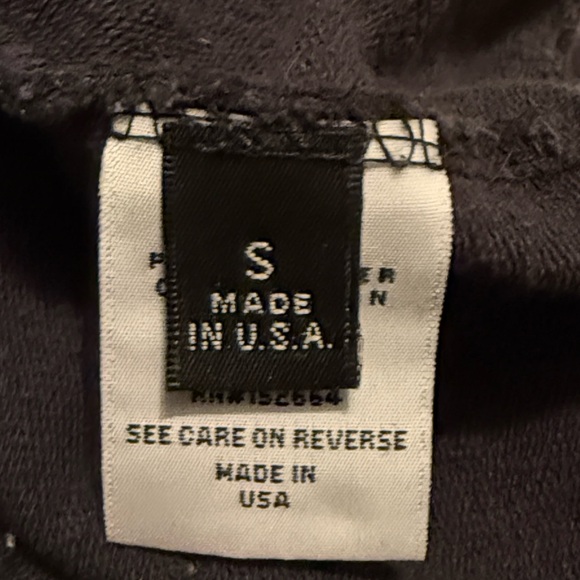 S
MADE
IN U.S.A.
RN#152664
SEE CARE ON REVERSE
MADE IN
USA